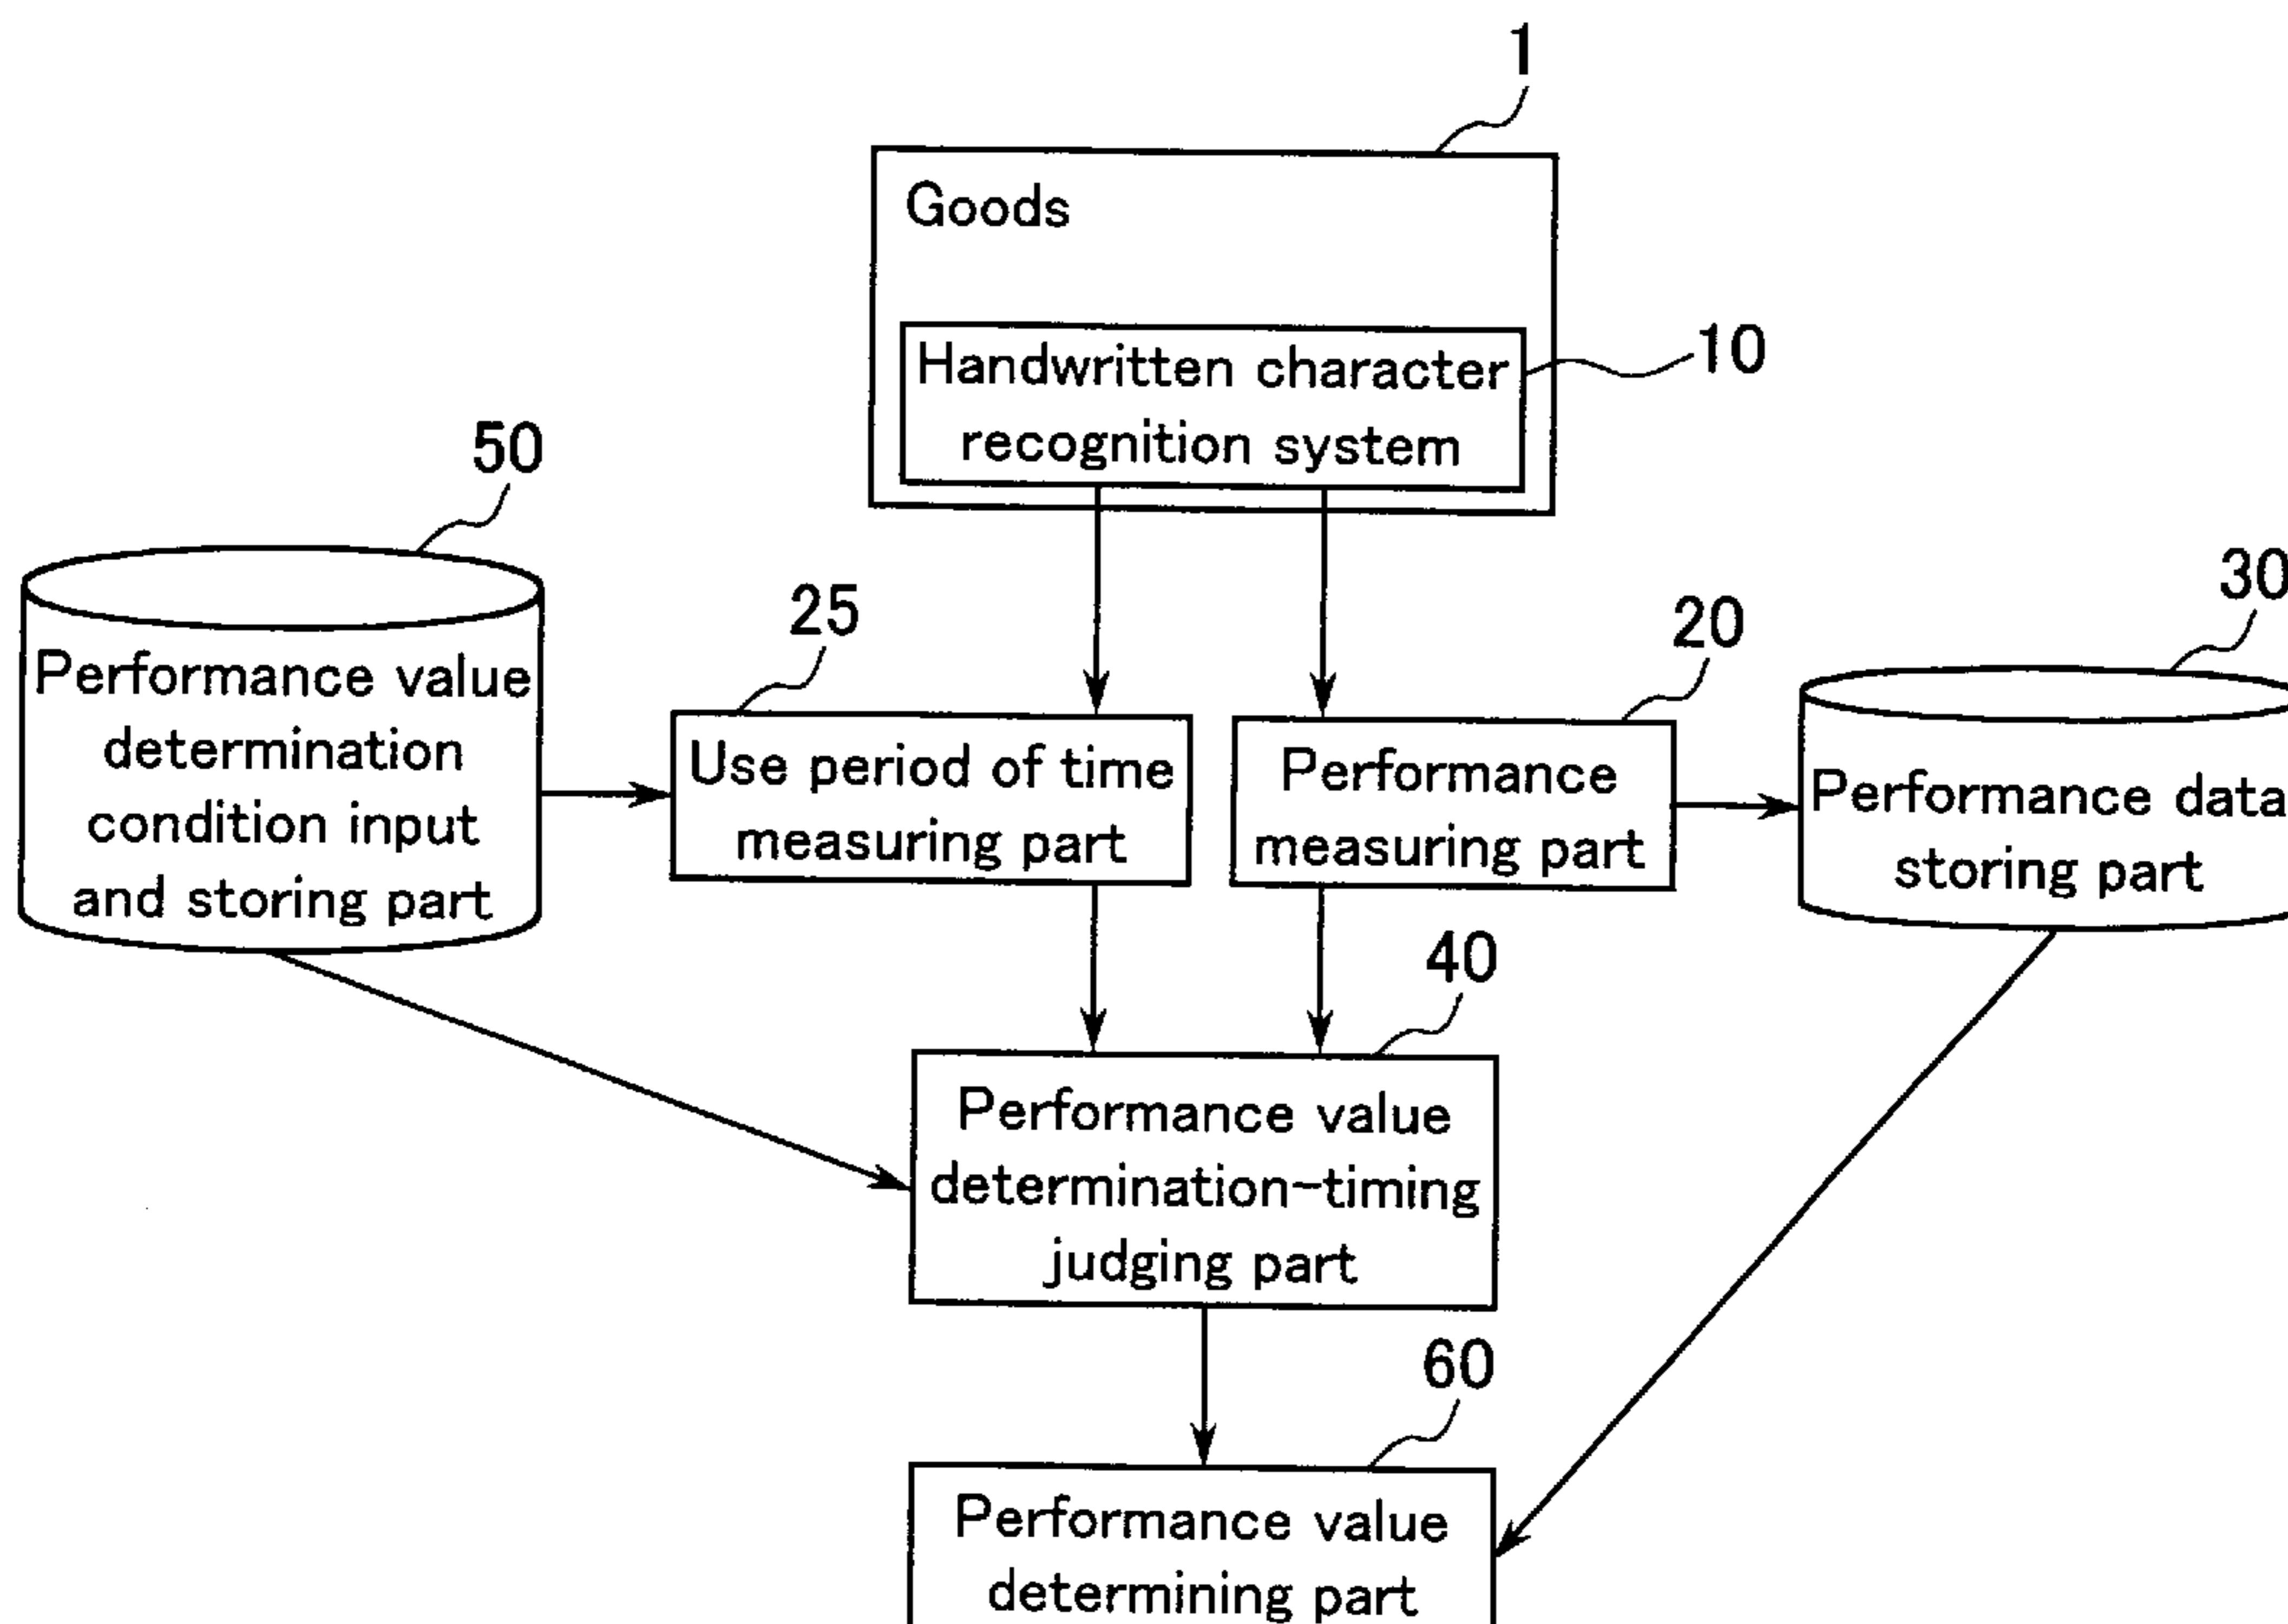 1
Goods
Handwritten character
recognition system
10
50
Performance value
determination
condition input
and storing part
25
Use period of time
measuring part
20
Performance
measuring part
30
Performance data
storing part
40
Performance value
determination-timing
judging part
60
Performance value
determining part